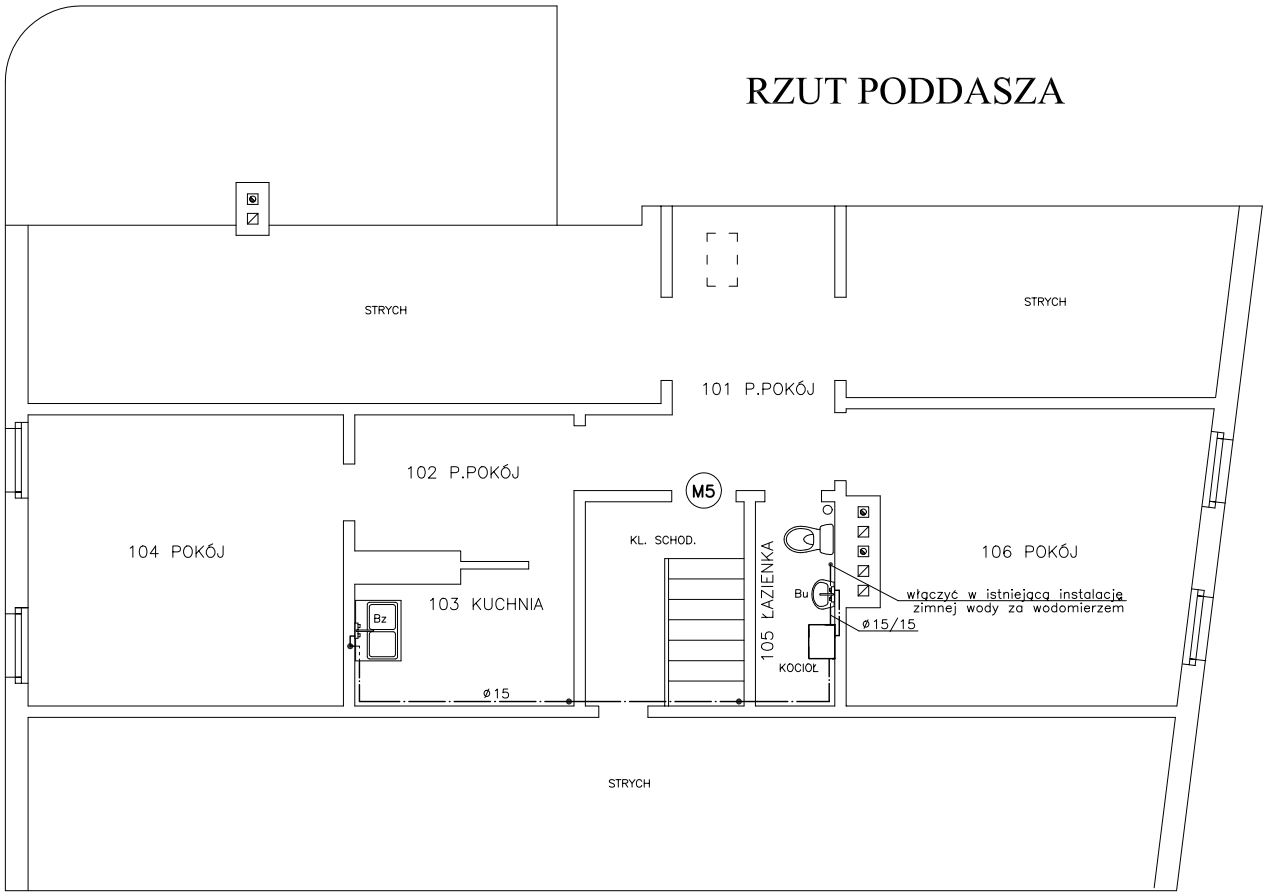 RZUT PODDASZA
STRYCH
STRYCH
101 P.POKÓJ
102 P.POKÓJ
M5
104 POKÓJ
KL. SCHOD.
105 ŁAZIENKA
106 POKÓJ
103 KUCHNIA
Bu
włączyć w istniejącą instalację
zimnej wody za wodomierzem
Bz
ø15/15
KOCIOŁ
ø15
STRYCH